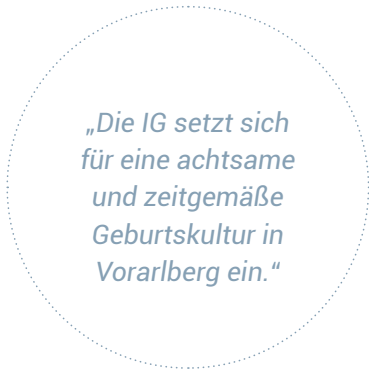 „Die IG setzt sich
für eine achtsame
und zeitgemäße
Geburtskultur in
Vorarlberg ein.“